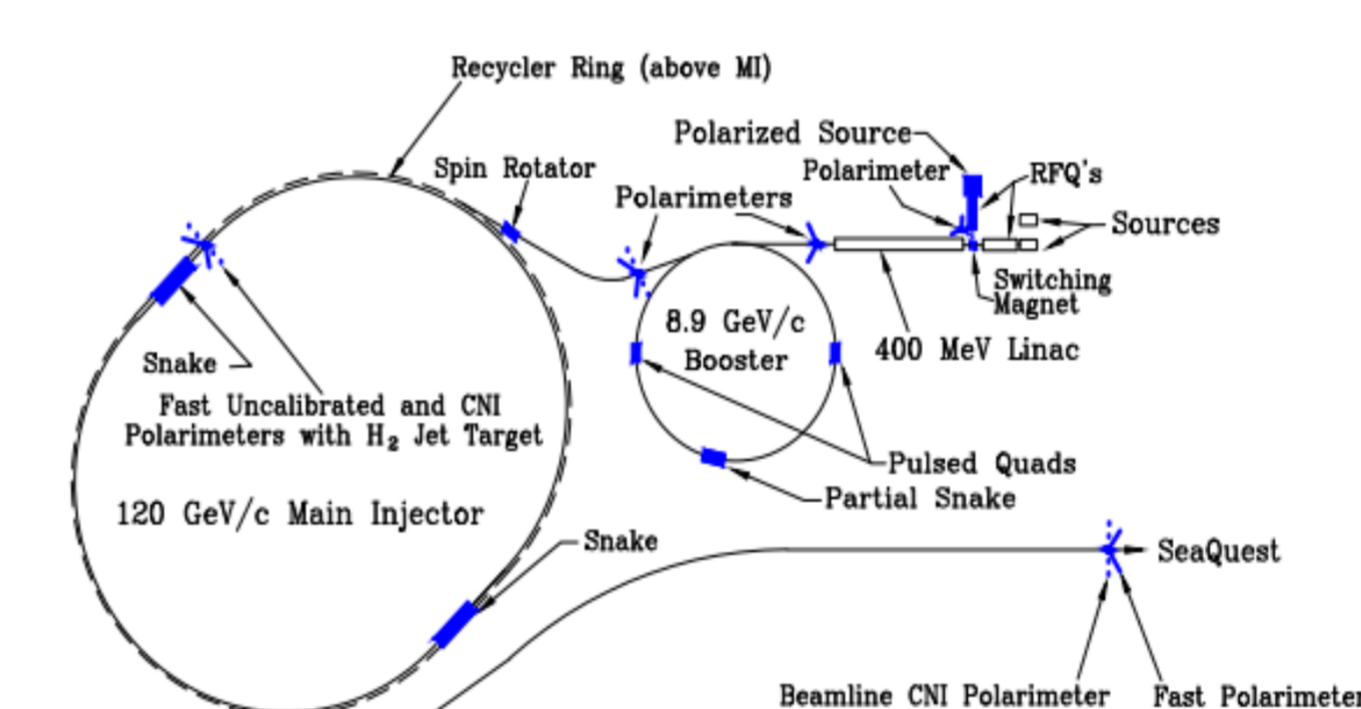 Recycler Ring (above MI)
Polarized Source
Spin Rotator
Polarimeter
RFQ's
Polarimeters
Sources
Switching
Magnet
8.9 GeV/c
Booster
400 MeV Linac
Snake
Fast Uncalibrated and CNI
Polarimeters with H₂ Jet Target
Pulsed Quads
Partial Snake
120 GeV/c Main Injector
Snake
SeaQuest
Beamline CNI Polarimeter
Fast Polarimeter